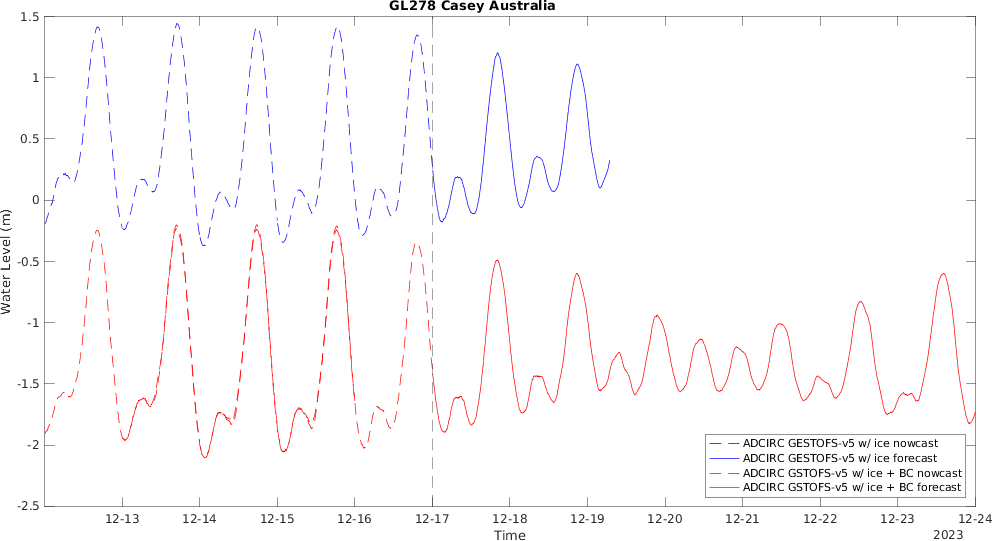 GL278 Casey Australia
1.5
1
0.5
0
-0.5
-1
-1.5
-2
-2.5
Water Level (m)
12-13 12-14 12-15 12-16 12-17 12-18 12-19 12-20 12-21 12-22 12-23 12-24
Time
2023
ADCIRC GESTOFS-v5 w/ ice nowcast
ADCIRC GESTOFS-v5 w/ ice forecast
ADCIRC GSTOFS-v5 w/ ice + BC nowcast
ADCIRC GSTOFS-v5 w/ ice + BC forecast